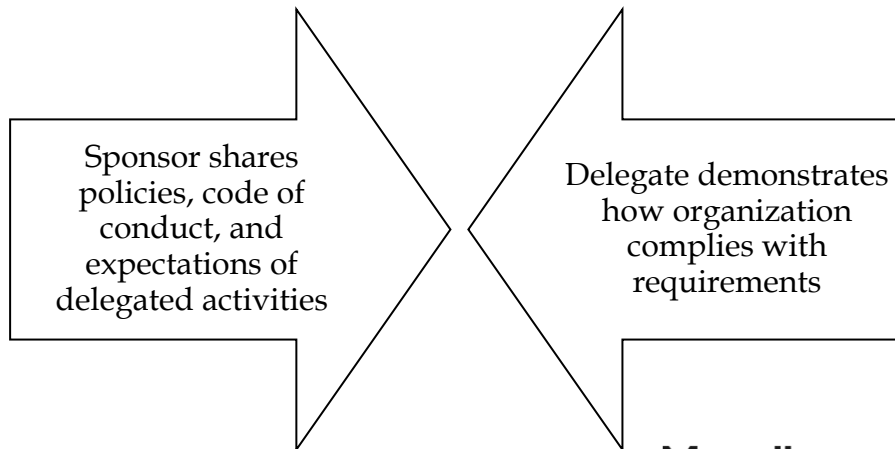 Sponsor shares
policies, code of
conduct, and
expectations of
delegated activities
Delegate demonstrates
how organization
complies with
requirements